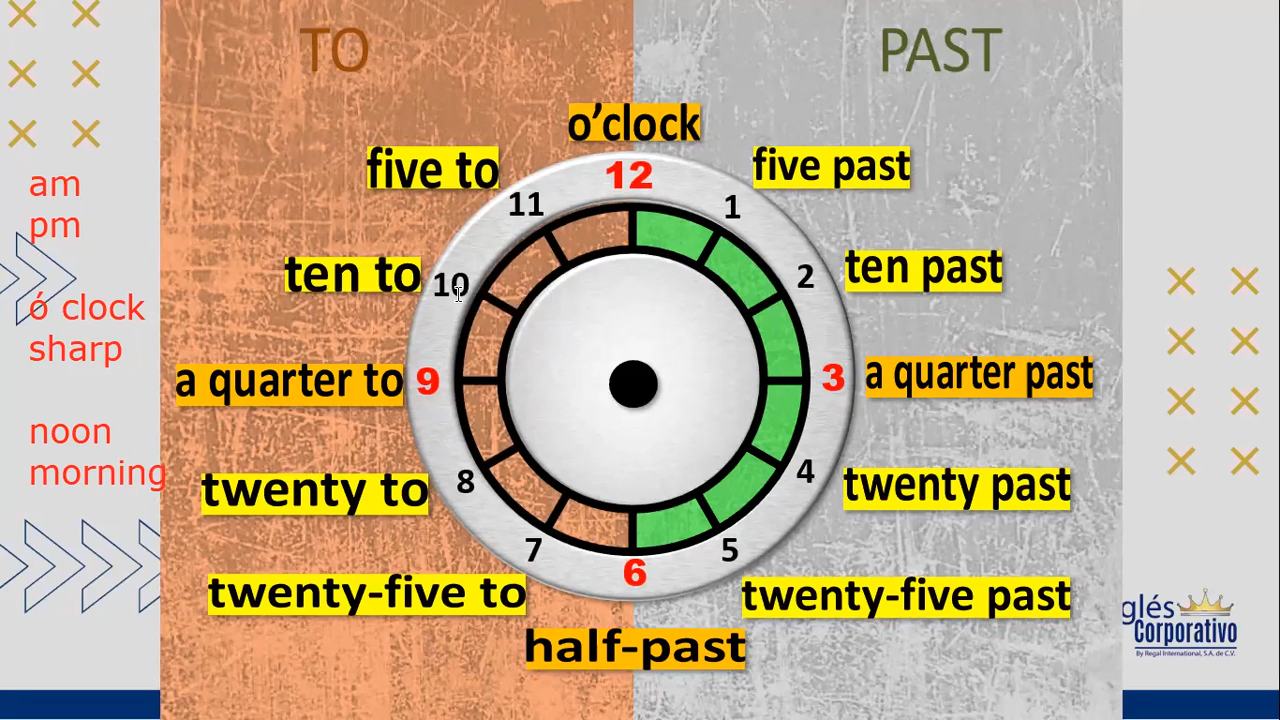 TO
PAST
o’clock
five to
five past
12
11
1
am
pm
ten to
ten past
10
2
ó clock
sharp
a quarter to
a quarter past
9
3
noon
morning
twenty to
twenty past
8
4
7
5
6
twenty-five to
twenty-five past
half-past
glés
Corporativo
By Regal International, S.A. de C.V.